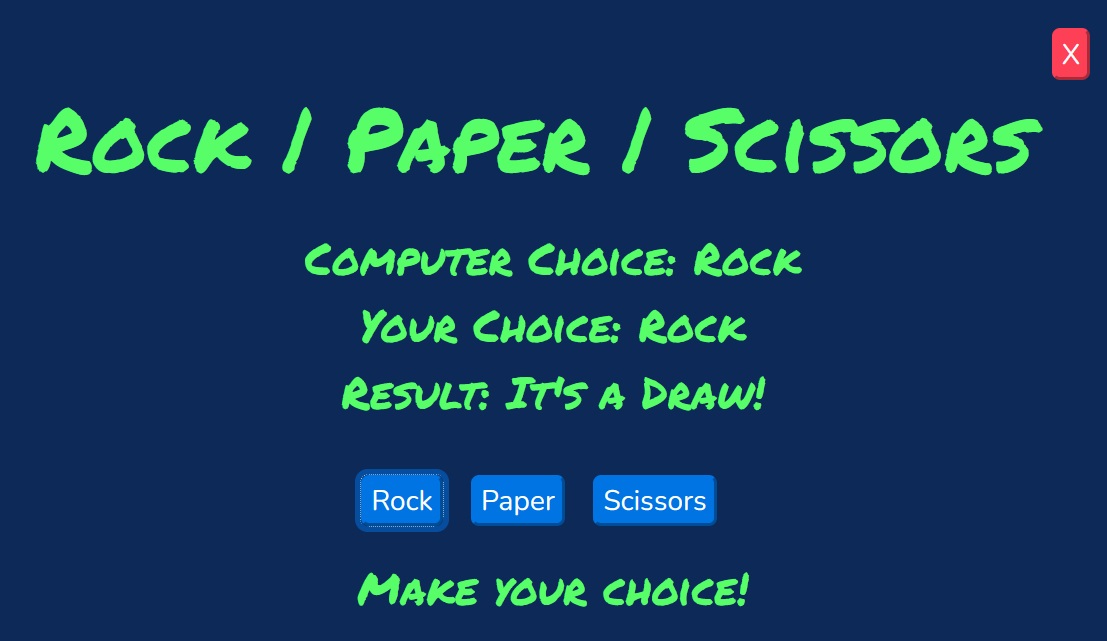 X
Rock | Paper | Scissors
Computer Choice: Rock
Your Choice: Rock
Result: It's a Draw!
Rock Paper Scissors
Make your choice!